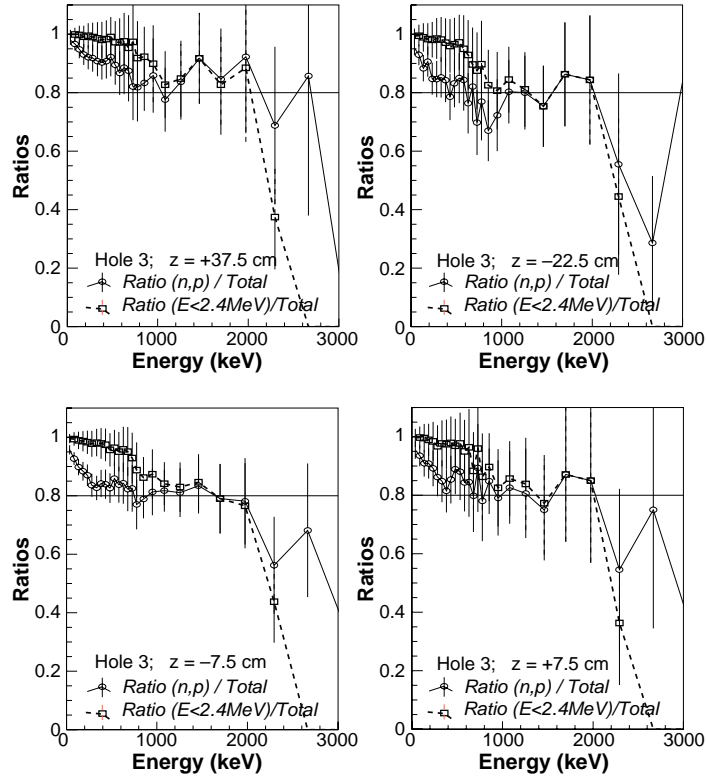 Ratios
1
0.8
0.6
0.4
0.2
0
Hole 3; z = +37.5 cm
Ratio (n,p) / Total
Ratio (E<2.4MeV)/Total
0 1000 2000 3000
Energy (keV)
Ratios
1
0.8
0.6
0.4
0.2
0
Hole 3; z = –22.5 cm
Ratio (n,p) / Total
Ratio (E<2.4MeV)/Total
0 1000 2000 3000
Energy (keV)
Ratios
1
0.8
0.6
0.4
0.2
0
Hole 3; z = –7.5 cm
Ratio (n,p) / Total
Ratio (E<2.4MeV)/Total
0 1000 2000 3000
Energy (keV)
Ratios
1
0.8
0.6
0.4
0.2
0
Hole 3; z = +7.5 cm
Ratio (n,p) / Total
Ratio (E<2.4MeV)/Total
0 1000 2000 3000
Energy (keV)